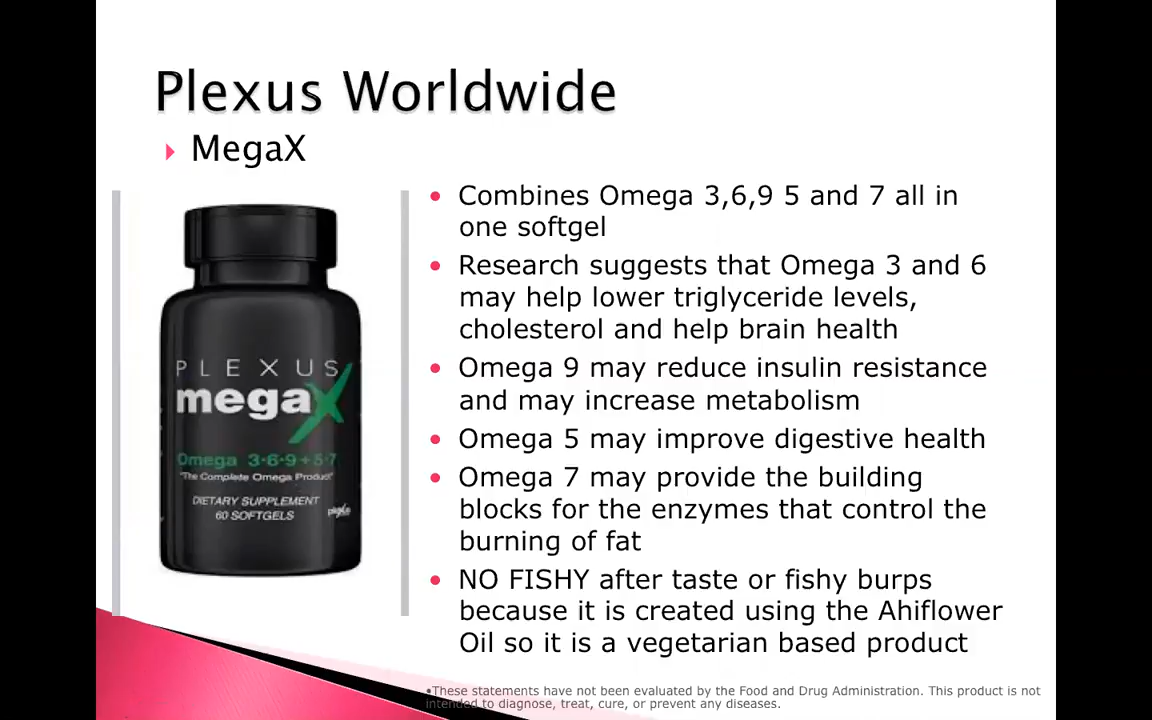 Plexus Worldwide
MegaX
PLEXUS
megaX
Omega 3·6·9+5·7
"The Complete Omega Product"
DIETARY SUPPLEMENT
60 SOFTGELS
plexus
• Combines Omega 3,6,9 5 and 7 all in
one softgel
• Research suggests that Omega 3 and 6
may help lower triglyceride levels,
cholesterol and help brain health
• Omega 9 may reduce insulin resistance
and may increase metabolism
• Omega 5 may improve digestive health
• Omega 7 may provide the building
blocks for the enzymes that control the
burning of fat
• NO FISHY after taste or fishy burps
because it is created using the Ahiflower
Oil so it is a vegetarian based product
•These statements have not been evaluated by the Food and Drug Administration. This product is not
intended to diagnose, treat, cure, or prevent any diseases.